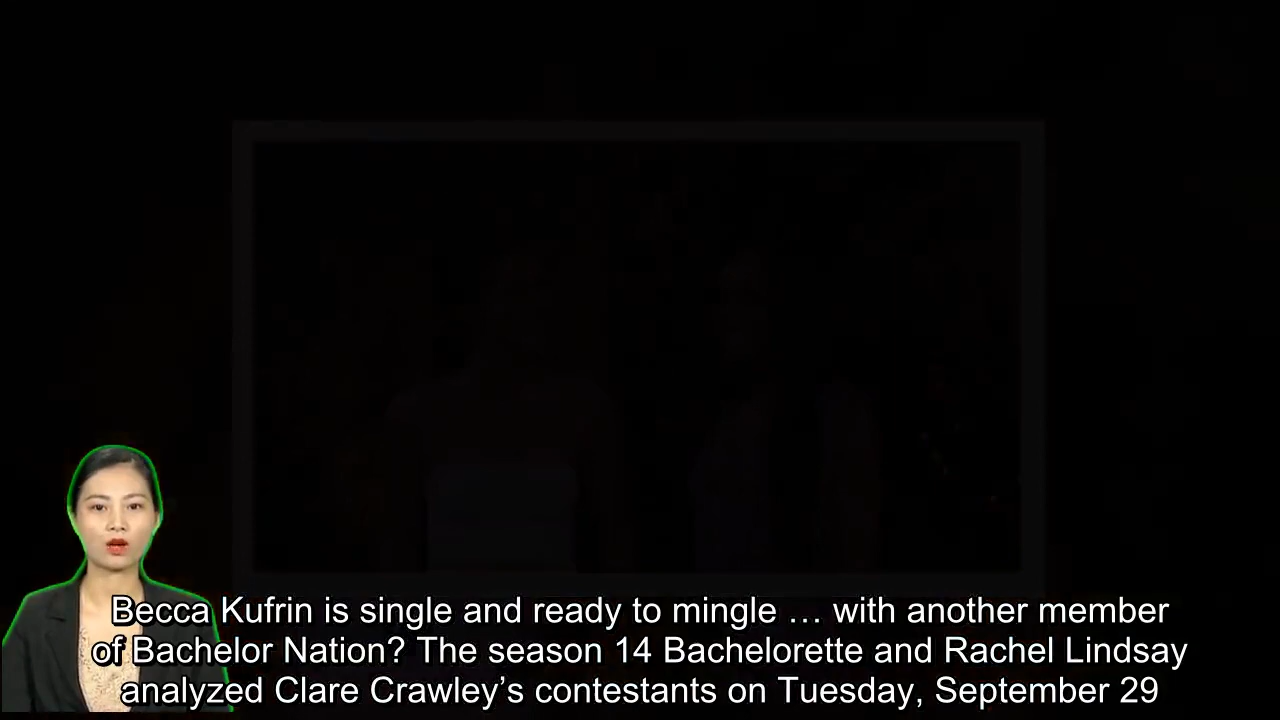 Becca Kufrin is single and ready to mingle … with another member
of Bachelor Nation? The season 14 Bachelorette and Rachel Lindsay
analyzed Clare Crawley’s contestants on Tuesday, September 29